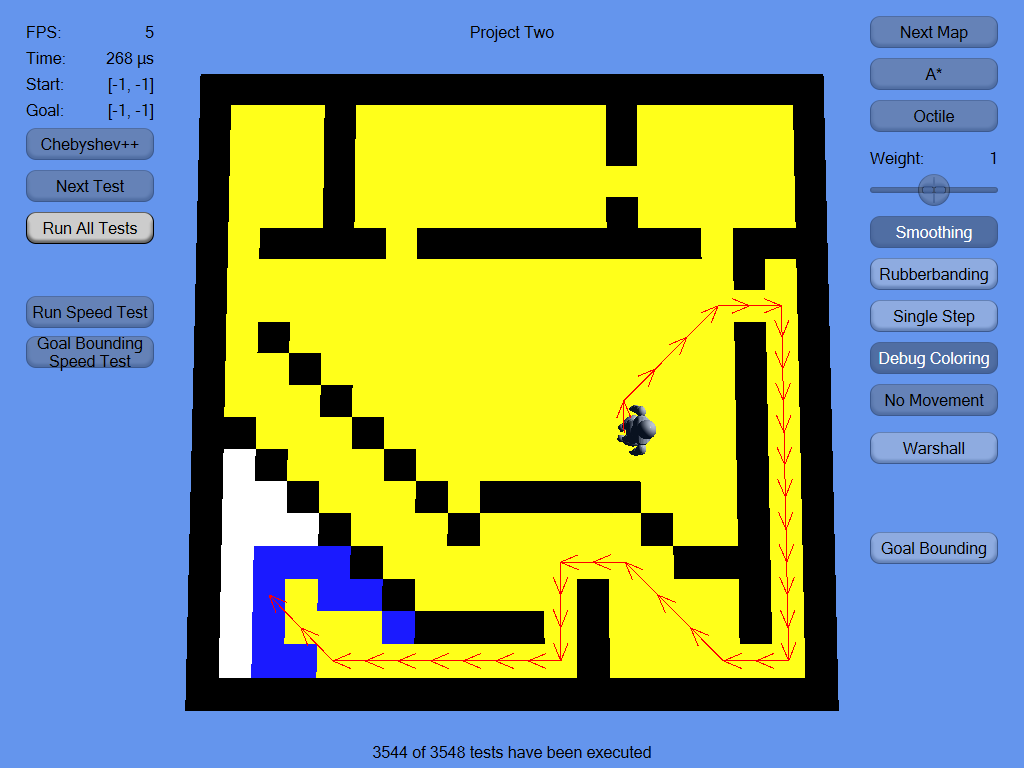 FPS: 5
Time: 268 µs
Start: [-1, -1]
Goal: [-1, -1]
Chebyshev++
Next Test
Run All Tests
Run Speed Test
Goal Bounding
Speed Test
Project Two
Next Map
A*
Octile
Weight: 1
Smoothing
Rubberbanding
Single Step
Debug Coloring
No Movement
Warshall
Goal Bounding
3544 of 3548 tests have been executed